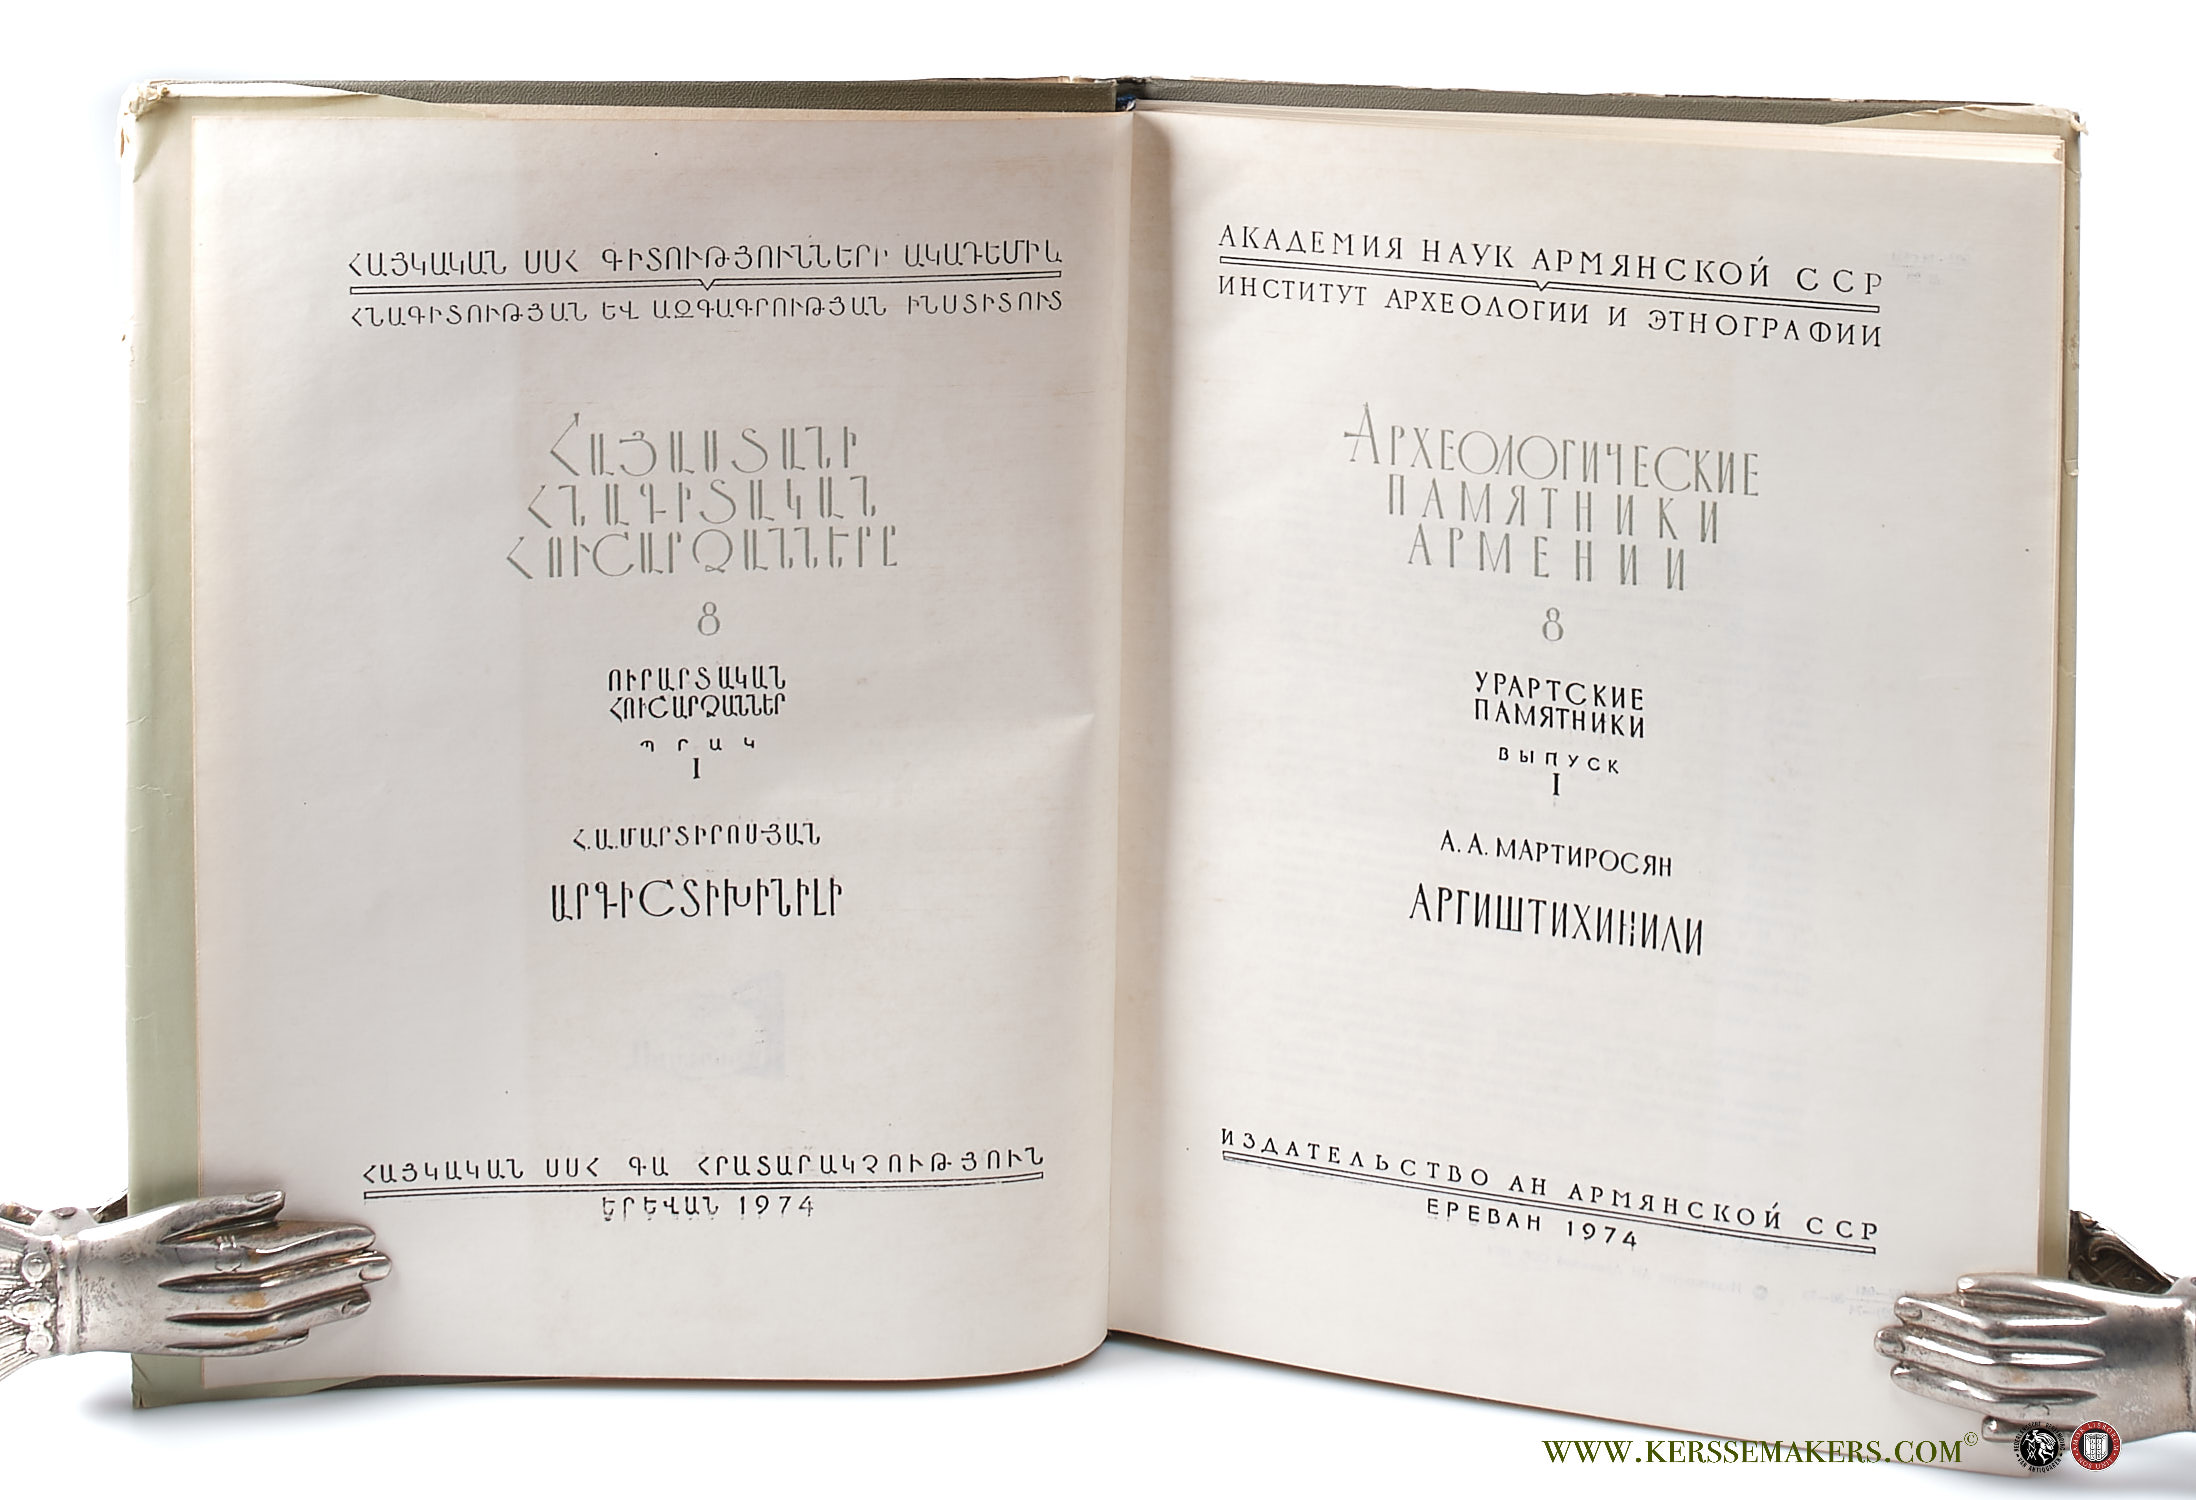 ՀԱՅԿԱԿԱՆ ՍՍՀ ԳԻՏՈՒԹՅՈՒՆՆԵՐԻ ԱԿԱԴԵՄԻԱ
ՀՆԱԳԻՏՈՒԹՅԱՆ ԵՎ ԱԶԳԱԳՐՈՒԹՅԱՆ ԻՆՍՏԻՏՈՒՏ
ՀԱՅԱՍՏԱՆԻ
ՀՆԱԳԻՏԱԿԱՆ
ՀՈՒՇԱՐՁԱՆՆԵՐԸ
8
ՈՒՐԱՐՏԱԿԱՆ
ՀՈՒՇԱՐՁԱՆՆԵՐ
ՊՐԱԿ
I
Հ.Ա.ՄԱՐՏԻՐՈՍՅԱՆ
ԱՐԳԻՇՏԻԽԻՆԻԼԻ
ՀԱՅԿԱԿԱՆ ՍՍՀ ԳԱ ՀՐԱՏԱՐԱԿՉՈՒԹՅՈՒՆ
ԵՐԵՎԱՆ 1974
АКАДЕМИЯ НАУК АРМЯНСКОЙ ССР
ИНСТИТУТ АРХЕОЛОГИИ И ЭТНОГРАФИИ
АРХЕОЛОГИЧЕСКИЕ
ПАМЯТНИКИ
АРМЕНИИ
8
УРАРТСКИЕ
ПАМЯТНИКИ
ВЫПУСК
I
А. А. МАРТИРОСЯН
АРГИШТИХИНИЛИ
ИЗДАТЕЛЬСТВО АН АРМЯНСКОЙ ССР
ЕРЕВАН 1974
WWW.KERSSEMAKERS.COM©